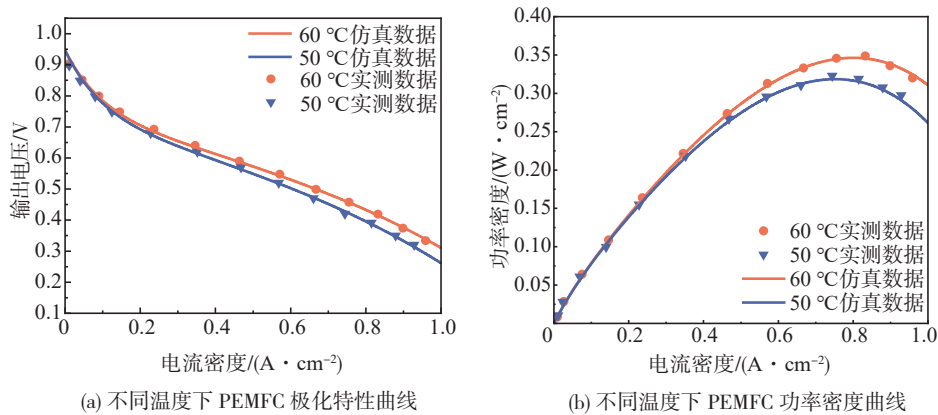 1.0
0.9
0.8
0.7
0.6
0.5
0.4
0.3
0.2
0.1
输出电压/V
60 ℃仿真数据
50 ℃仿真数据
60 ℃实测数据
50 ℃实测数据
0 0.2 0.4 0.6 0.8 1.0
电流密度/(A·cm⁻²)
(a) 不同温度下 PEMFC 极化特性曲线
0.35
0.30
0.25
0.20
0.15
0.10
0.05
功率密度/(W·cm⁻²)
60 ℃实测数据
50 ℃实测数据
60 ℃仿真数据
50 ℃仿真数据
0 0.2 0.4 0.6 0.8 1.0
电流密度/(A·cm⁻²)
(b) 不同温度下 PEMFC 功率密度曲线